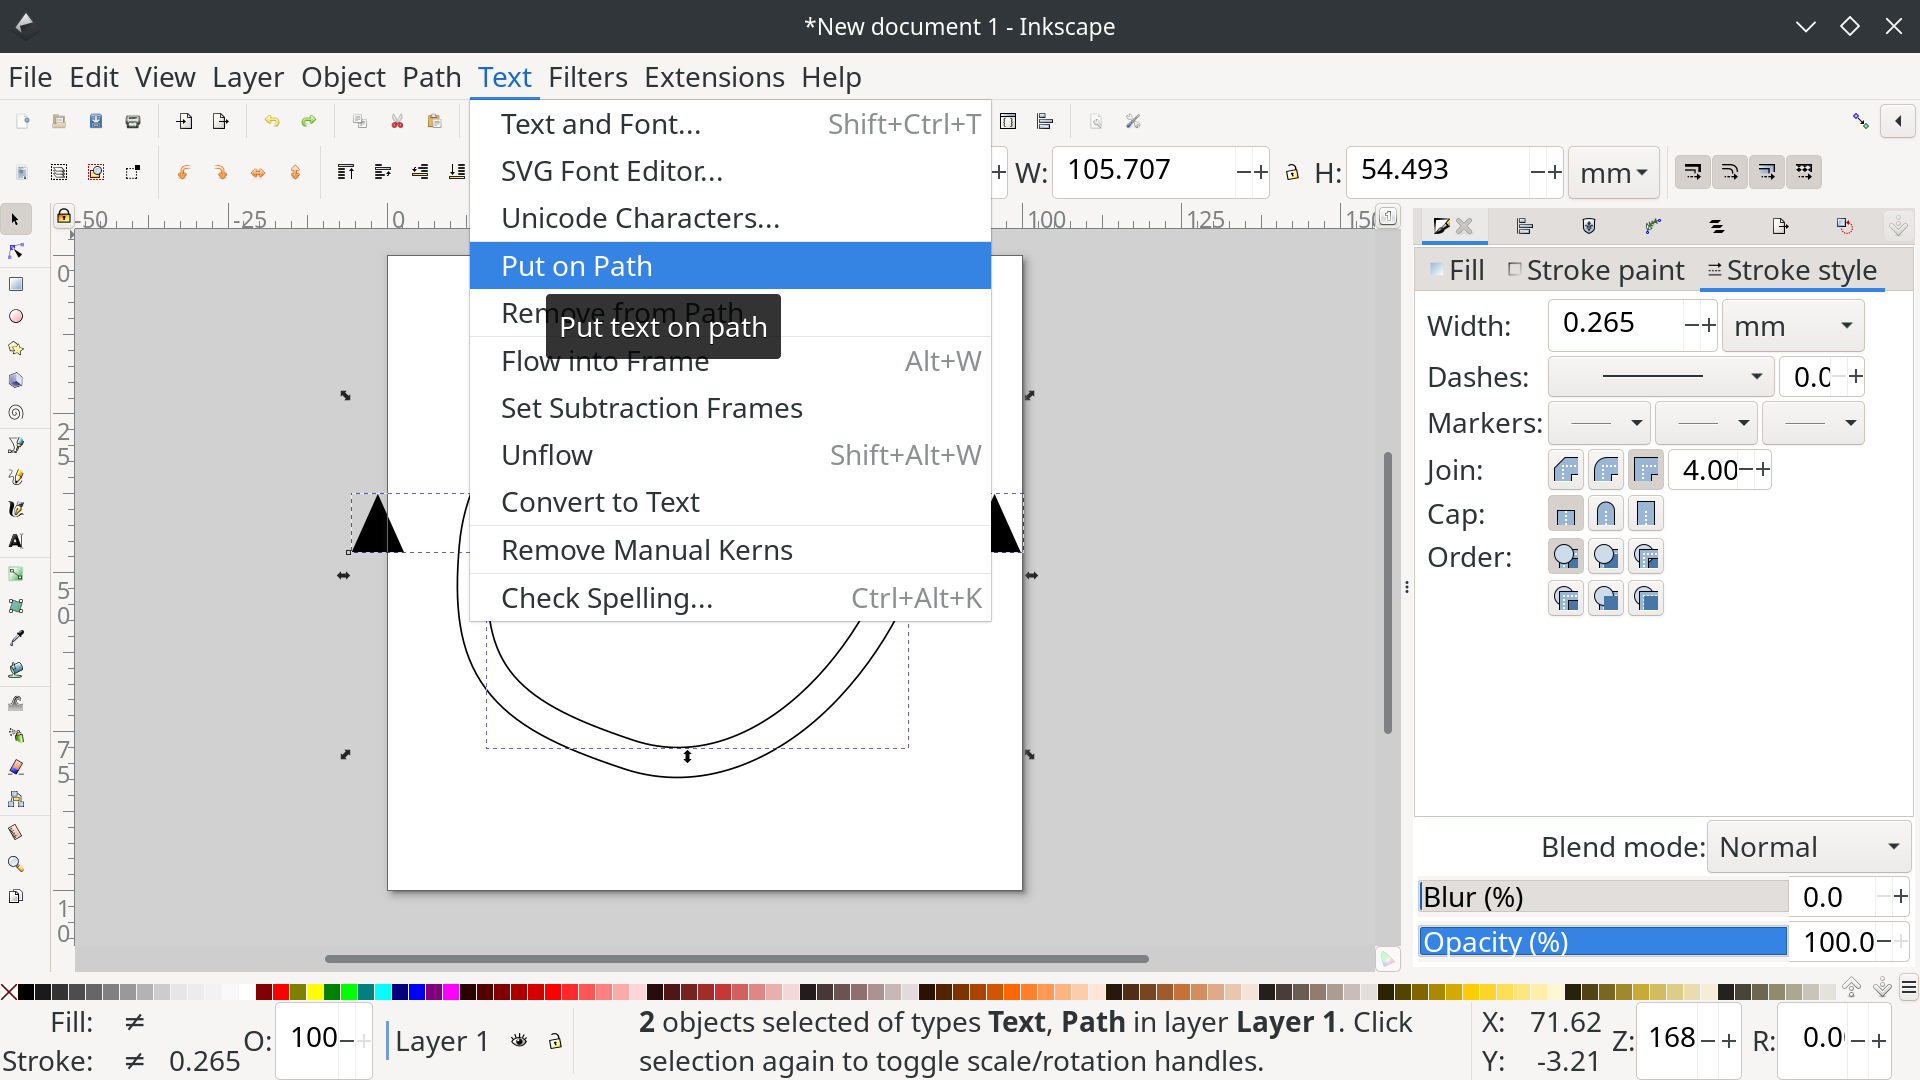 *New document 1 - Inkscape
File Edit View Layer Object Path Text Filters Extensions Help
Text and Font... Shift+Ctrl+T
SVG Font Editor...
Unicode Characters...
Put on Path
Put text on path
Flow into Frame Alt+W
Set Subtraction Frames
Unflow Shift+Alt+W
Convert to Text
Remove Manual Kerns
Check Spelling... Ctrl+Alt+K
W: 105.707 H: 54.493 mm
-50 -25 0 100 125 150
0
25
50
75
10
Fill Stroke paint Stroke style
Width: 0.265 mm
Dashes: 0.0
Markers:
Join: 4.00
Cap:
Order:
Blend mode: Normal
Blur (%) 0.0
Opacity (%) 100.0
Fill: ≠
Stroke: ≠ 0.265
O: 100
Layer 1
2 objects selected of types Text, Path in layer Layer 1. Click
selection again to toggle scale/rotation handles.
X: 71.62
Y: -3.21
Z: 168
R: 0.0